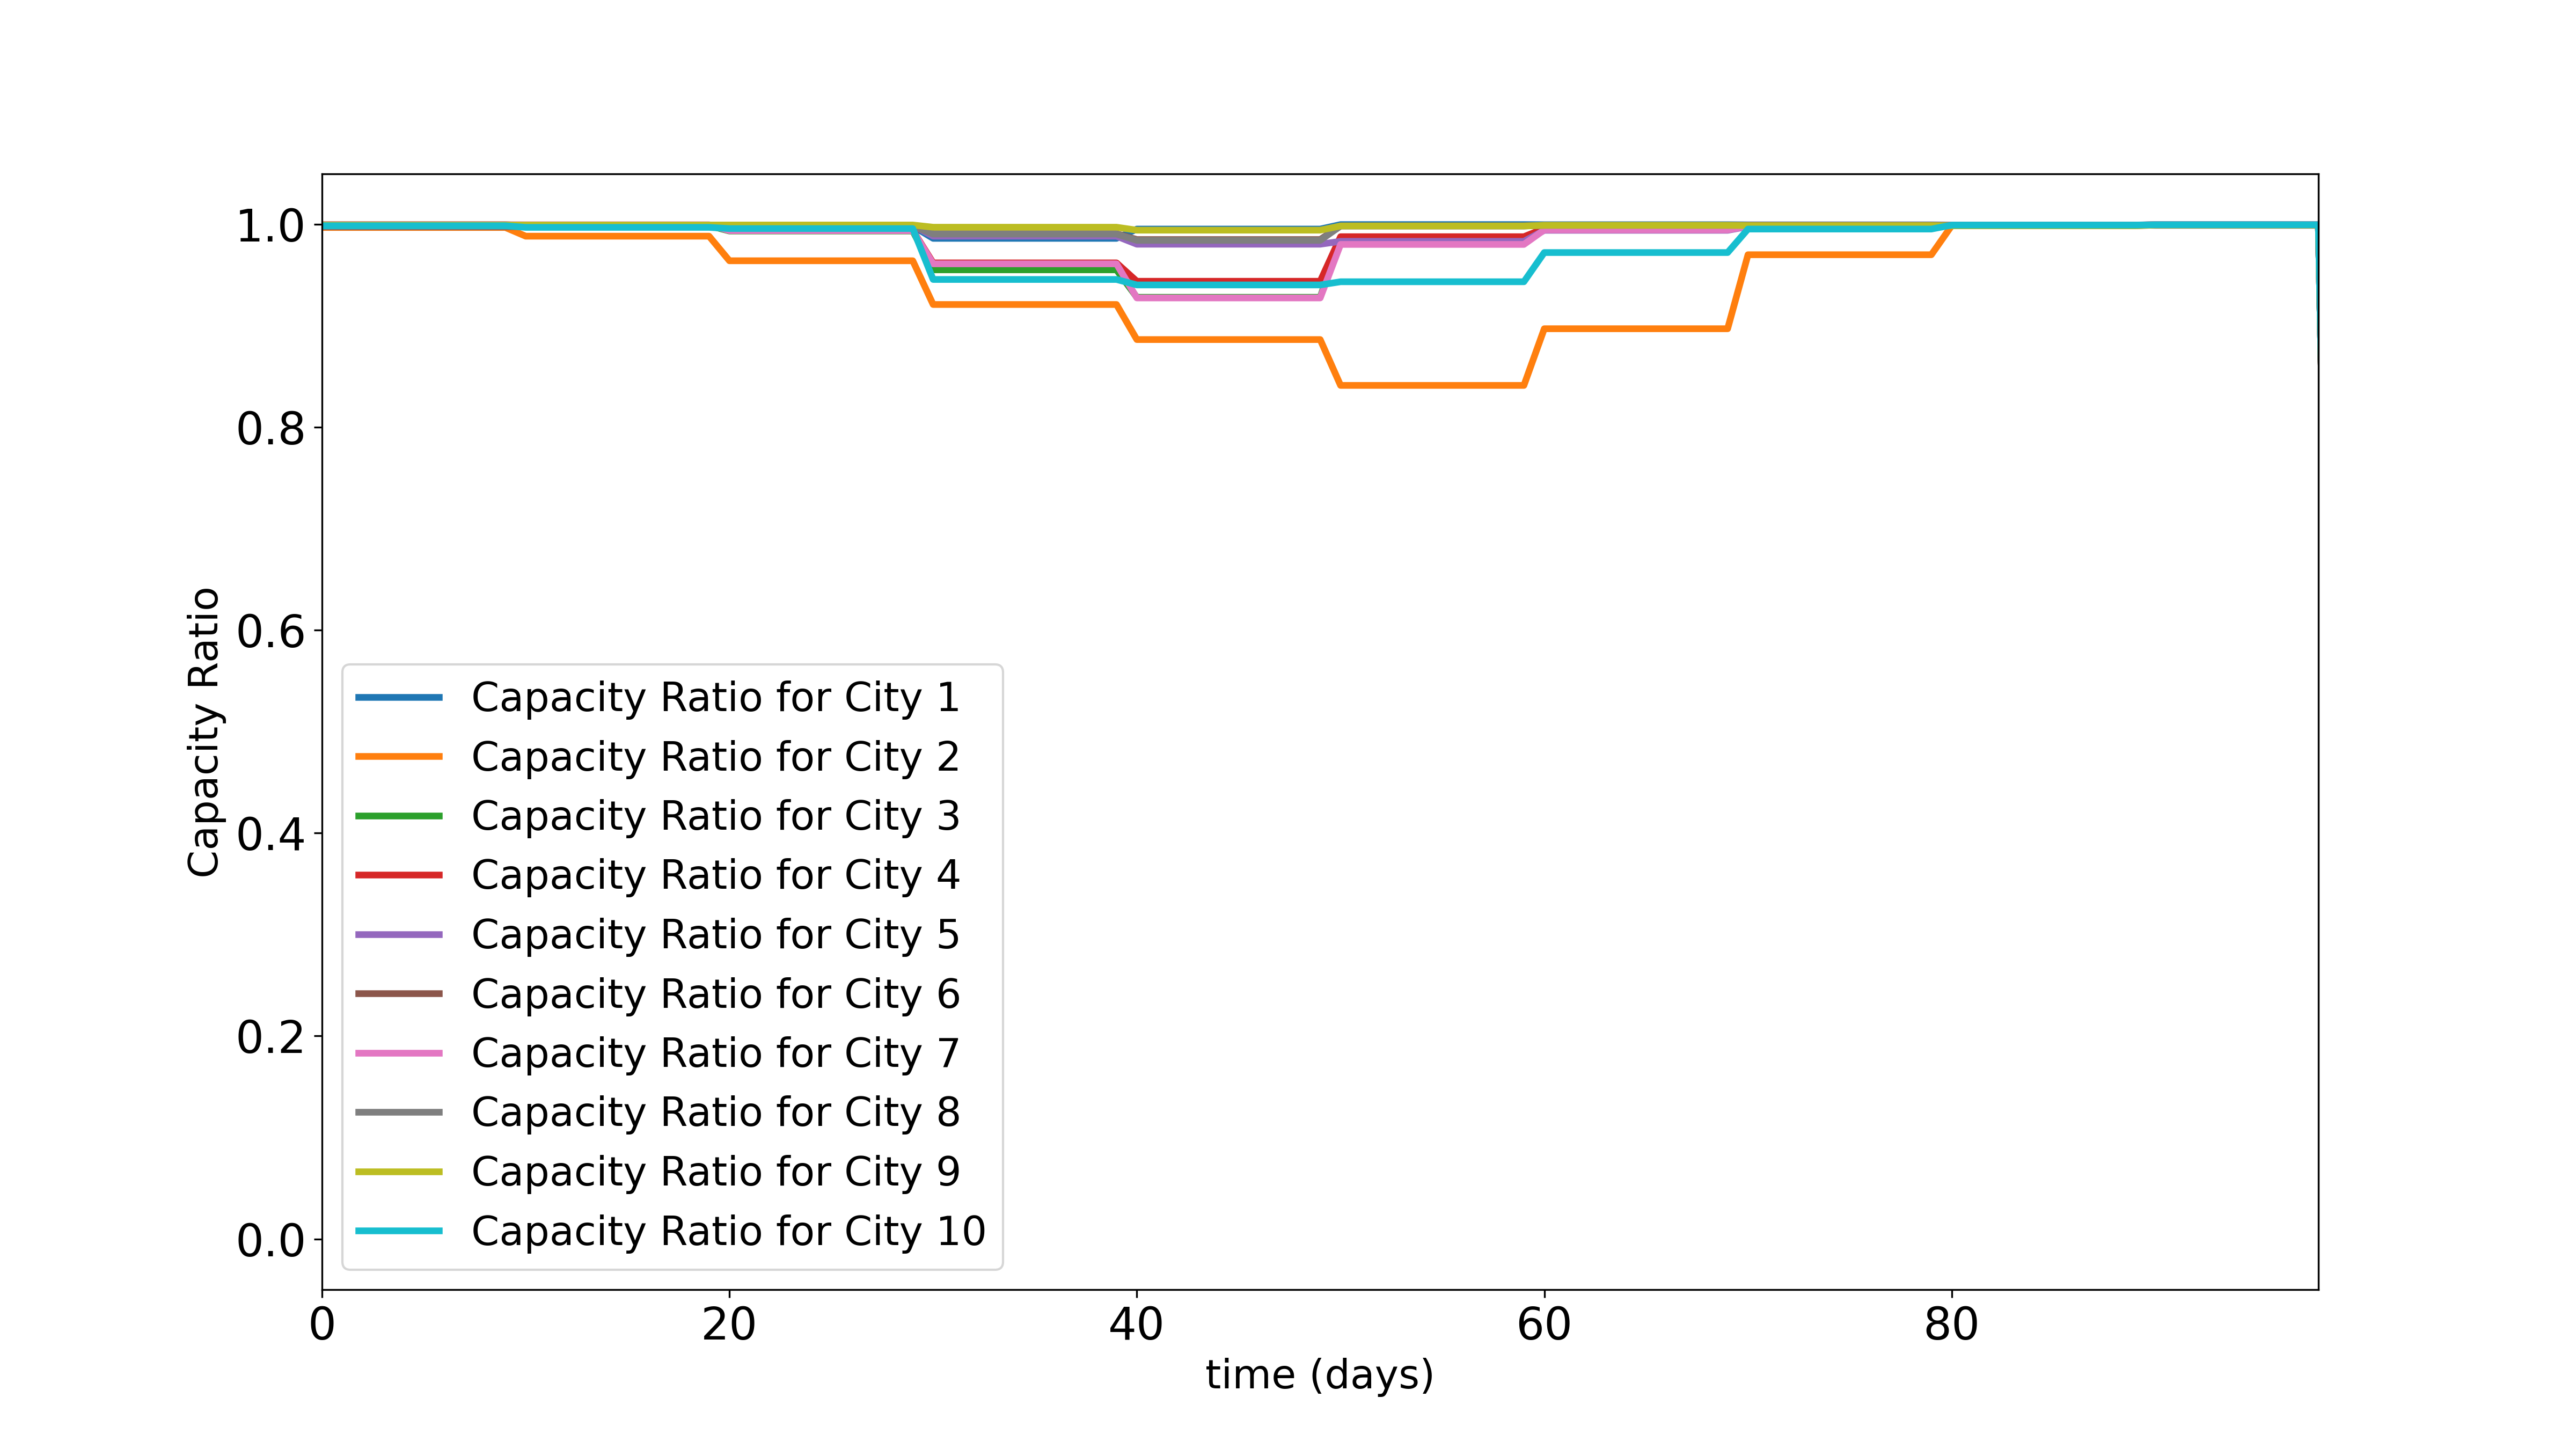 1.0
0.8
0.6
0.4
0.2
0.0
Capacity Ratio
Capacity Ratio for City 1
Capacity Ratio for City 2
Capacity Ratio for City 3
Capacity Ratio for City 4
Capacity Ratio for City 5
Capacity Ratio for City 6
Capacity Ratio for City 7
Capacity Ratio for City 8
Capacity Ratio for City 9
Capacity Ratio for City 10
0 20 40 60 80
time (days)